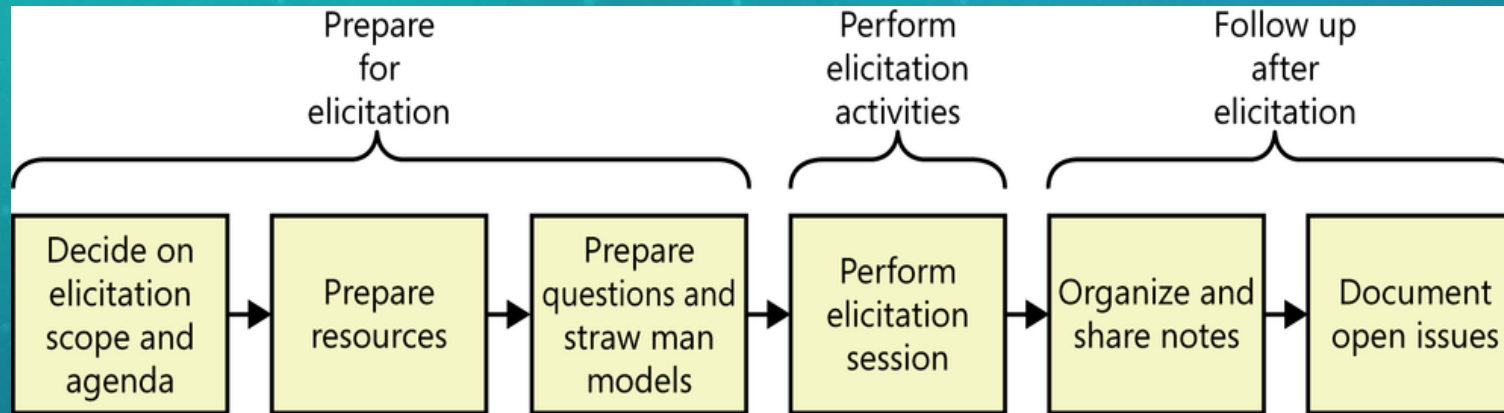 Prepare
for
elicitation
Perform
elicitation
activities
Follow up
after
elicitation
Decide on
elicitation
scope and
agenda
Prepare
resources
Prepare
questions and
straw man
models
Perform
elicitation
session
Organize and
share notes
Document
open issues